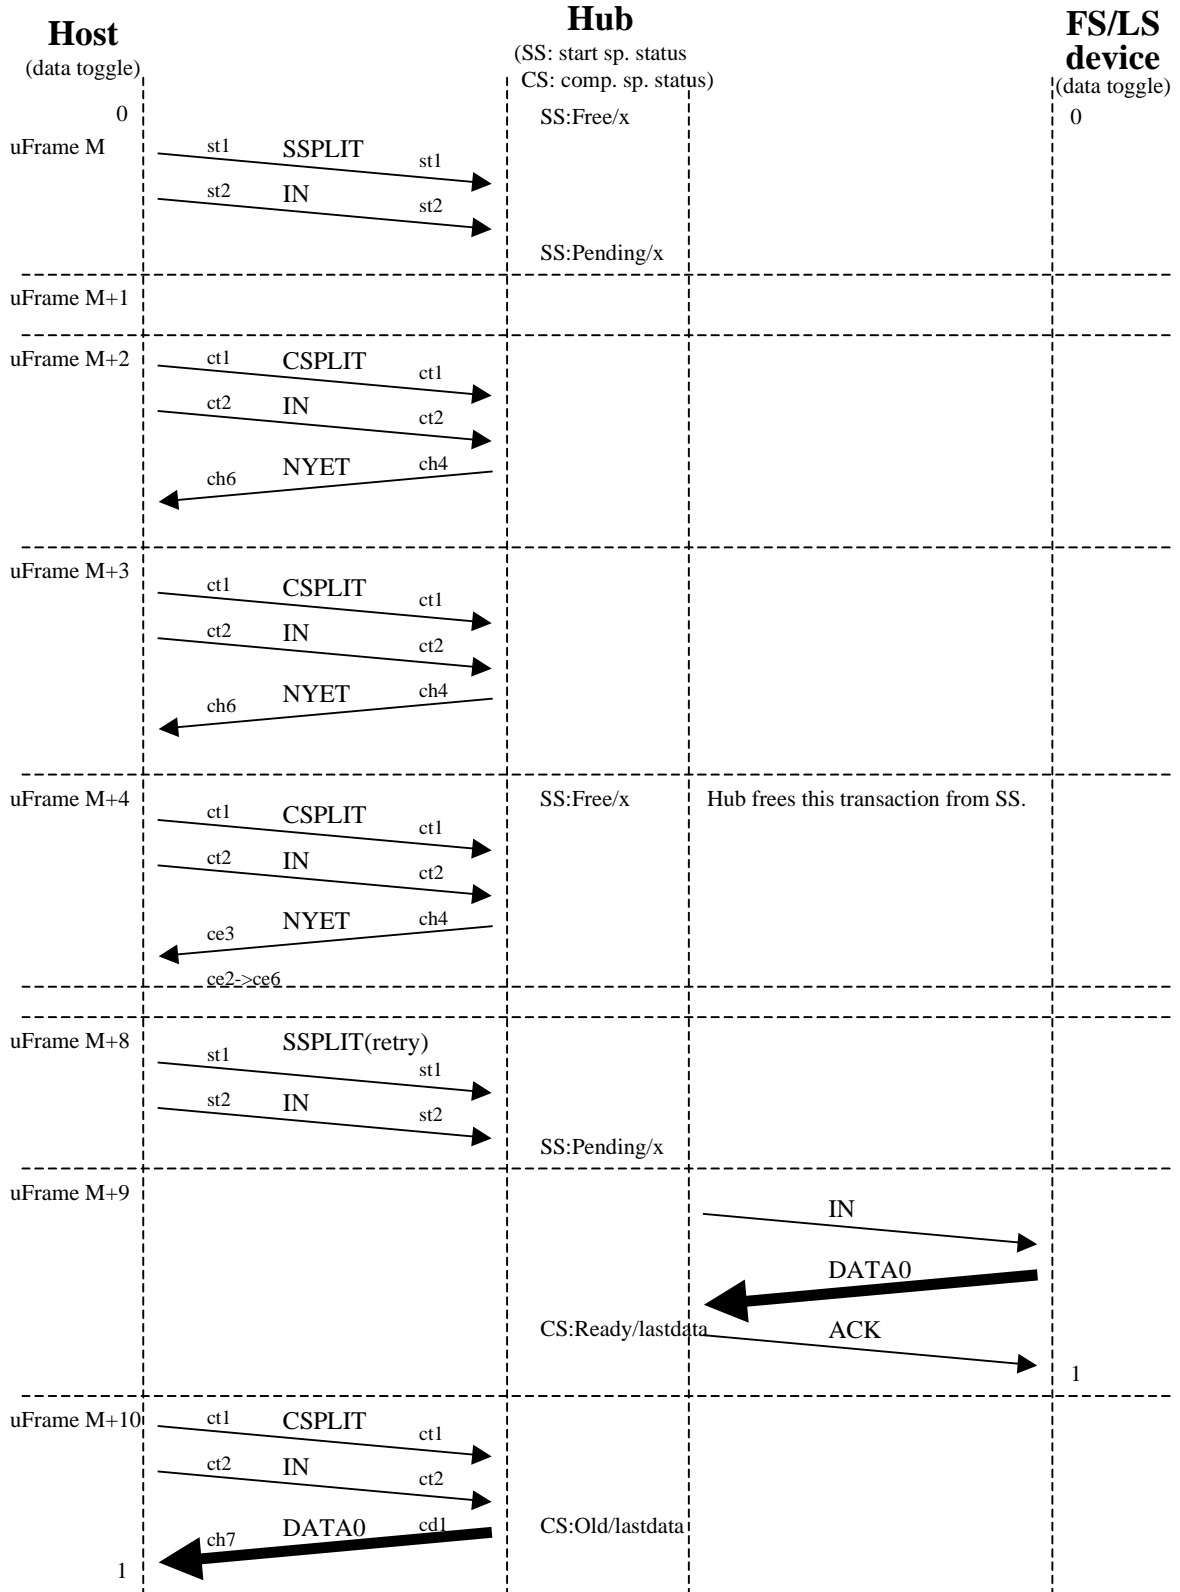 Host
(data toggle)
Hub
(SS: start sp. status
CS: comp. sp. status)
FS/LS
device
(data toggle)
0
SS:Free/x
0
uFrame M
st1
SSPLIT
st1
st2
IN
st2
SS:Pending/x
uFrame M+1
uFrame M+2
ct1
CSPLIT
ct1
ct2
IN
ct2
ch6
NYET
ch4
uFrame M+3
ct1
CSPLIT
ct1
ct2
IN
ct2
ch6
NYET
ch4
uFrame M+4
ct1
CSPLIT
ct1
SS:Free/x
Hub frees this transaction from SS.
ct2
IN
ct2
ce3
NYET
ch4
ce2->ce6
uFrame M+8
st1
SSPLIT(retry)
st1
st2
IN
st2
SS:Pending/x
uFrame M+9
IN
DATA0
CS:Ready/lastdata
ACK
1
uFrame M+10
ct1
CSPLIT
ct1
ct2
IN
ct2
ch7
DATA0
cd1
CS:Old/lastdata
1